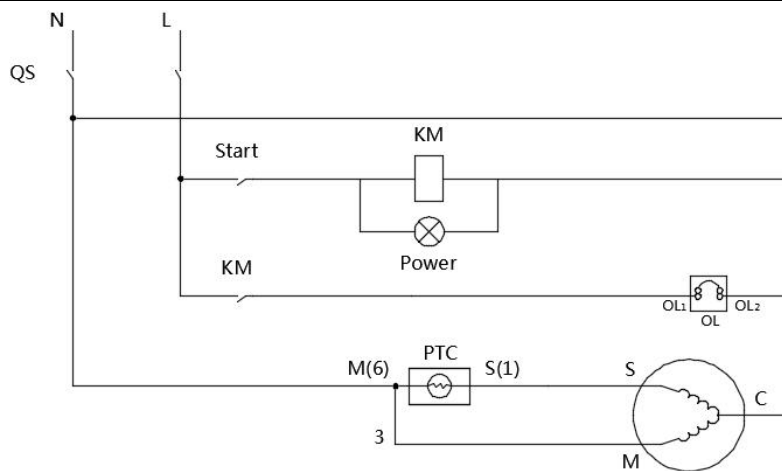 N L
QS
KM
Start
Power
KM
OL₁ OL OL₂
PTC
M(6) S(1) S
C
3
M